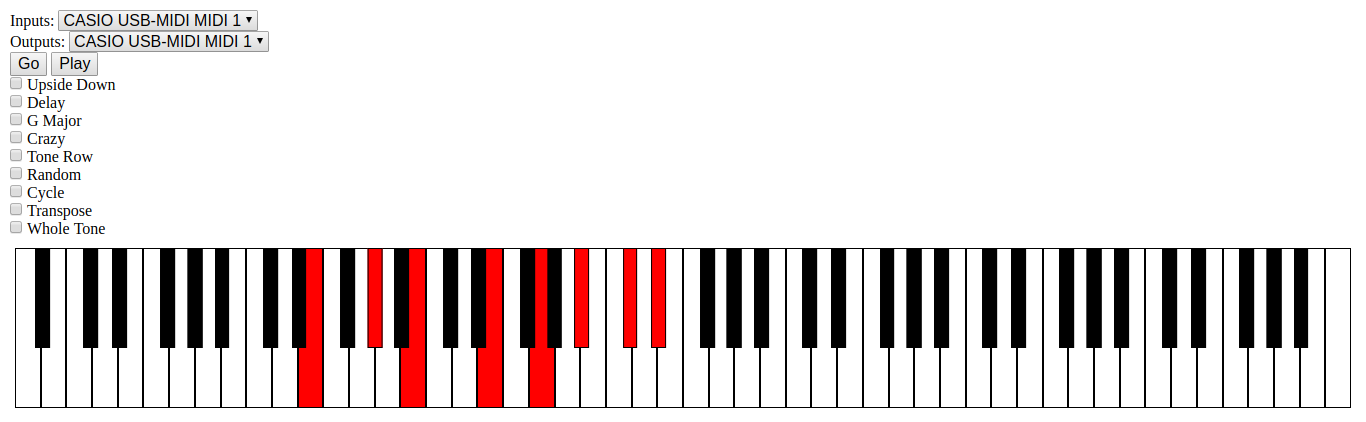 Inputs: CASIO USB-MIDI MIDI 1
Outputs: CASIO USB-MIDI MIDI 1
Go Play
Upside Down
Delay
G Major
Crazy
Tone Row
Random
Cycle
Transpose
Whole Tone